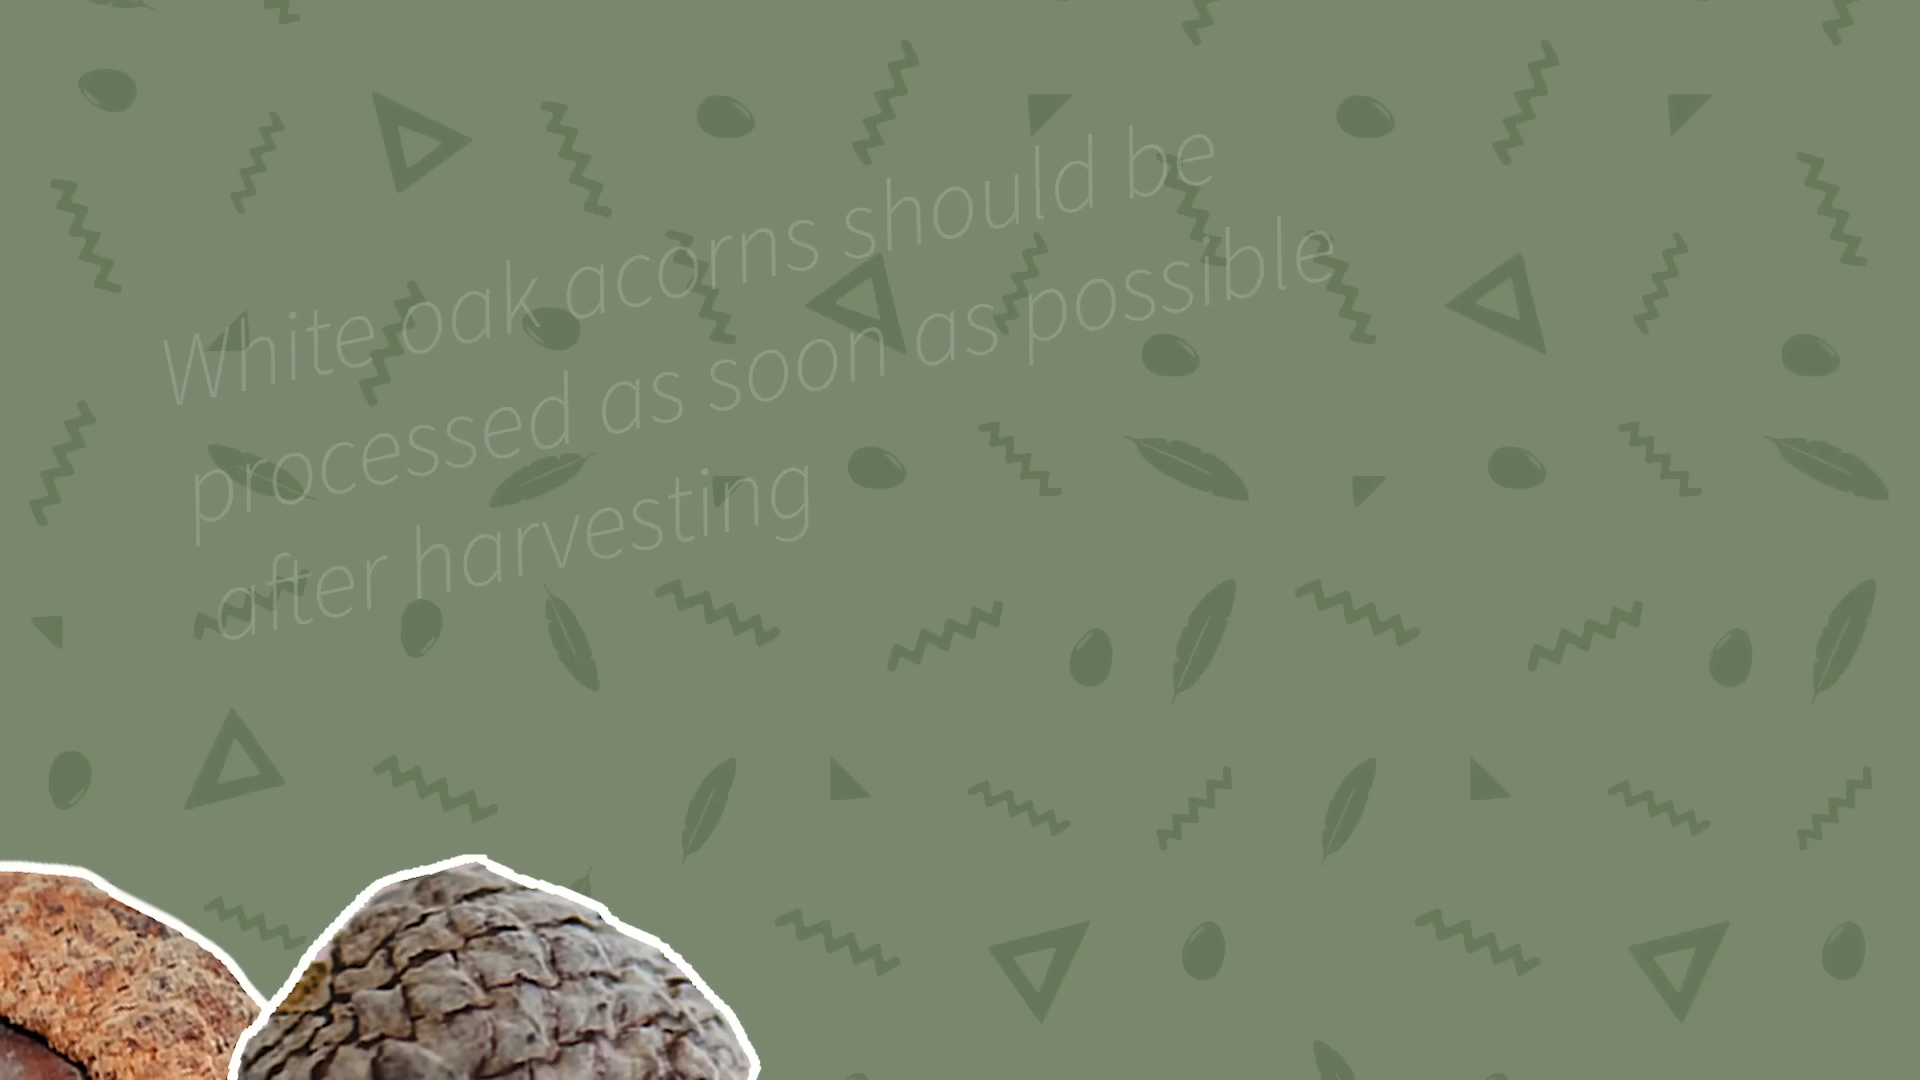 White oak acorns should be
processed as soon as possible
after harvesting